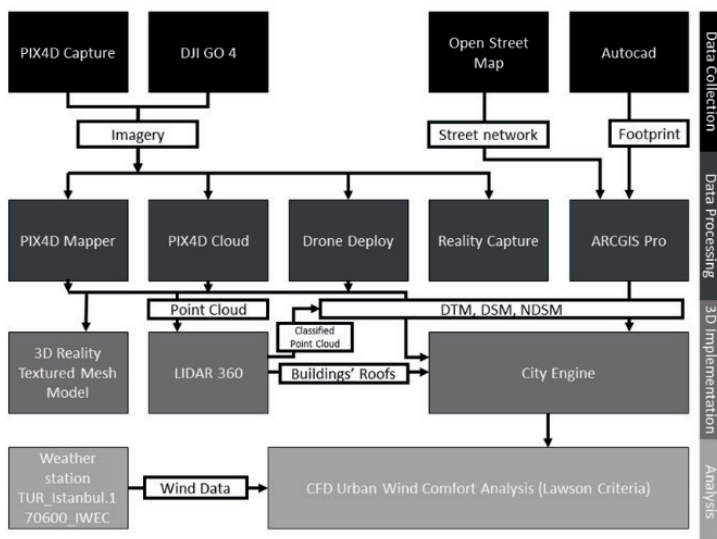 PIX4D Capture
DJI GO 4
Open Street
Map
Autocad
Data Collection
Imagery
Street network
Footprint
PIX4D Mapper
PIX4D Cloud
Drone Deploy
Reality Capture
ARCGIS Pro
Data Processing
Point Cloud
DTM, DSM, NDSM
Classified
Point Cloud
3D Reality
Textured Mesh
Model
LIDAR 360
Buildings’ Roofs
City Engine
3D Implementation
Weather
station
TUR_Istanbul.1
70600_IWEC
Wind Data
CFD Urban Wind Comfort Analysis (Lawson Criteria)
Analysis